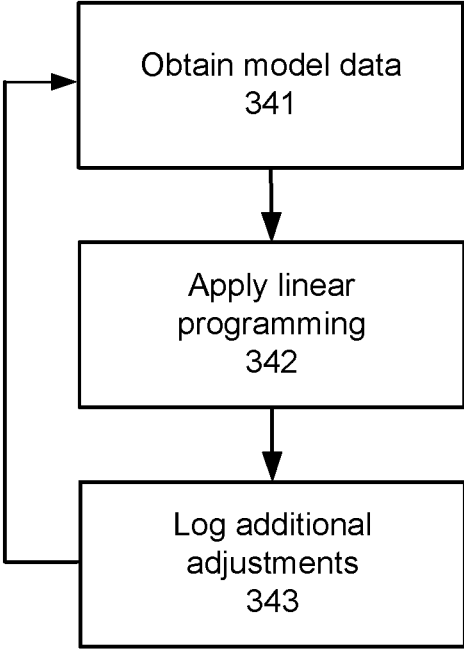 Obtain model data
341
Apply linear
programming
342
Log additional
adjustments
343